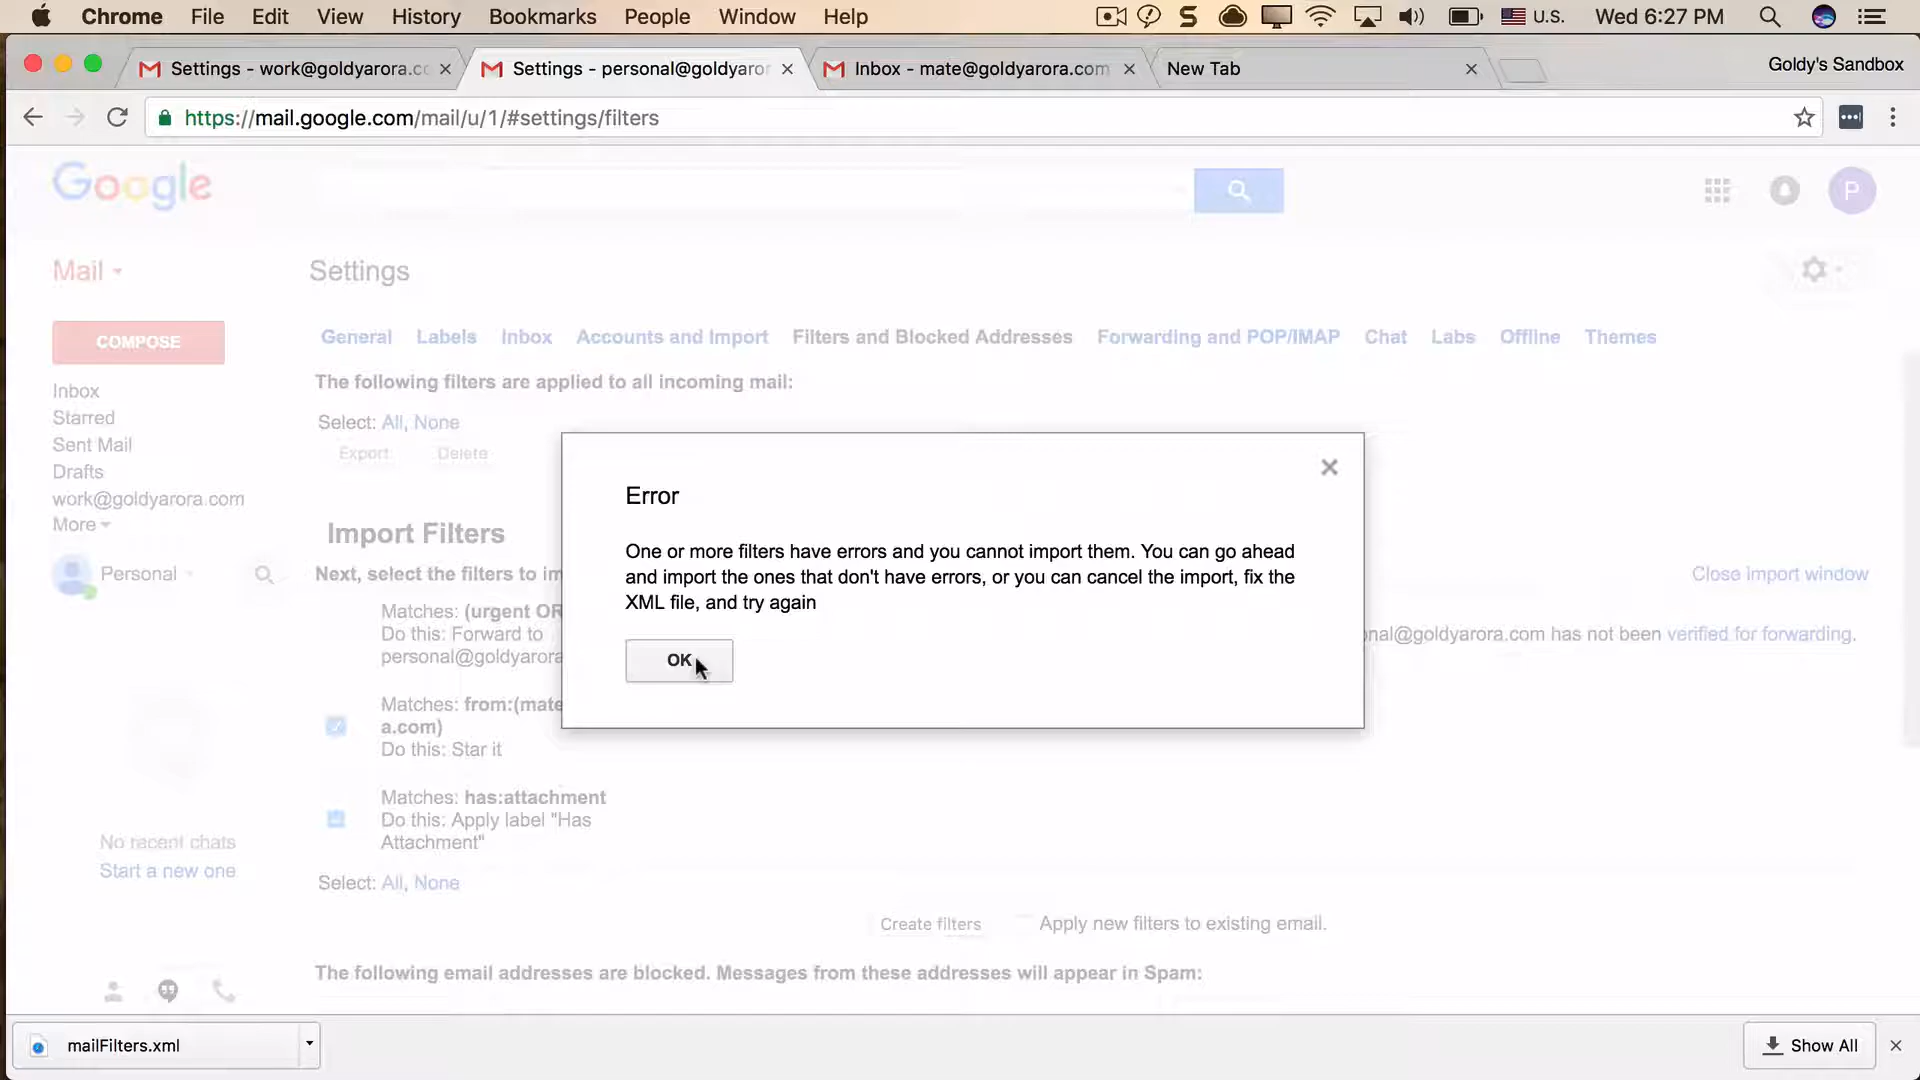 Chrome File Edit View History Bookmarks People Window Help U.S. Wed 6:27 PM
Settings - work@goldyarora.co Settings - personal@goldyaror Inbox - mate@goldyarora.com New Tab Goldy's Sandbox
https://mail.google.com/mail/u/1/#settings/filters
Google P
Mail Settings
COMPOSE
General Labels Inbox Accounts and Import Filters and Blocked Addresses Forwarding and POP/IMAP Chat Labs Offline Themes
The following filters are applied to all incoming mail:
Inbox
Starred
Sent Mail
Drafts
work@goldyarora.com
More
Personal
Select: All, None
Export Delete
Import Filters
Next, select the filters to im
Close import window
Matches: (urgent OR
Do this: Forward to
personal@goldyarora
nal@goldyarora.com has not been verified for forwarding.
Matches: from:(mate
a.com)
Do this: Star it
Matches: has:attachment
Do this: Apply label "Has
Attachment"
Select: All, None
Create filters Apply new filters to existing email.
The following email addresses are blocked. Messages from these addresses will appear in Spam:
Error
One or more filters have errors and you cannot import them. You can go ahead
and import the ones that don't have errors, or you can cancel the import, fix the
XML file, and try again
OK
No recent chats
Start a new one
mailFilters.xml Show All